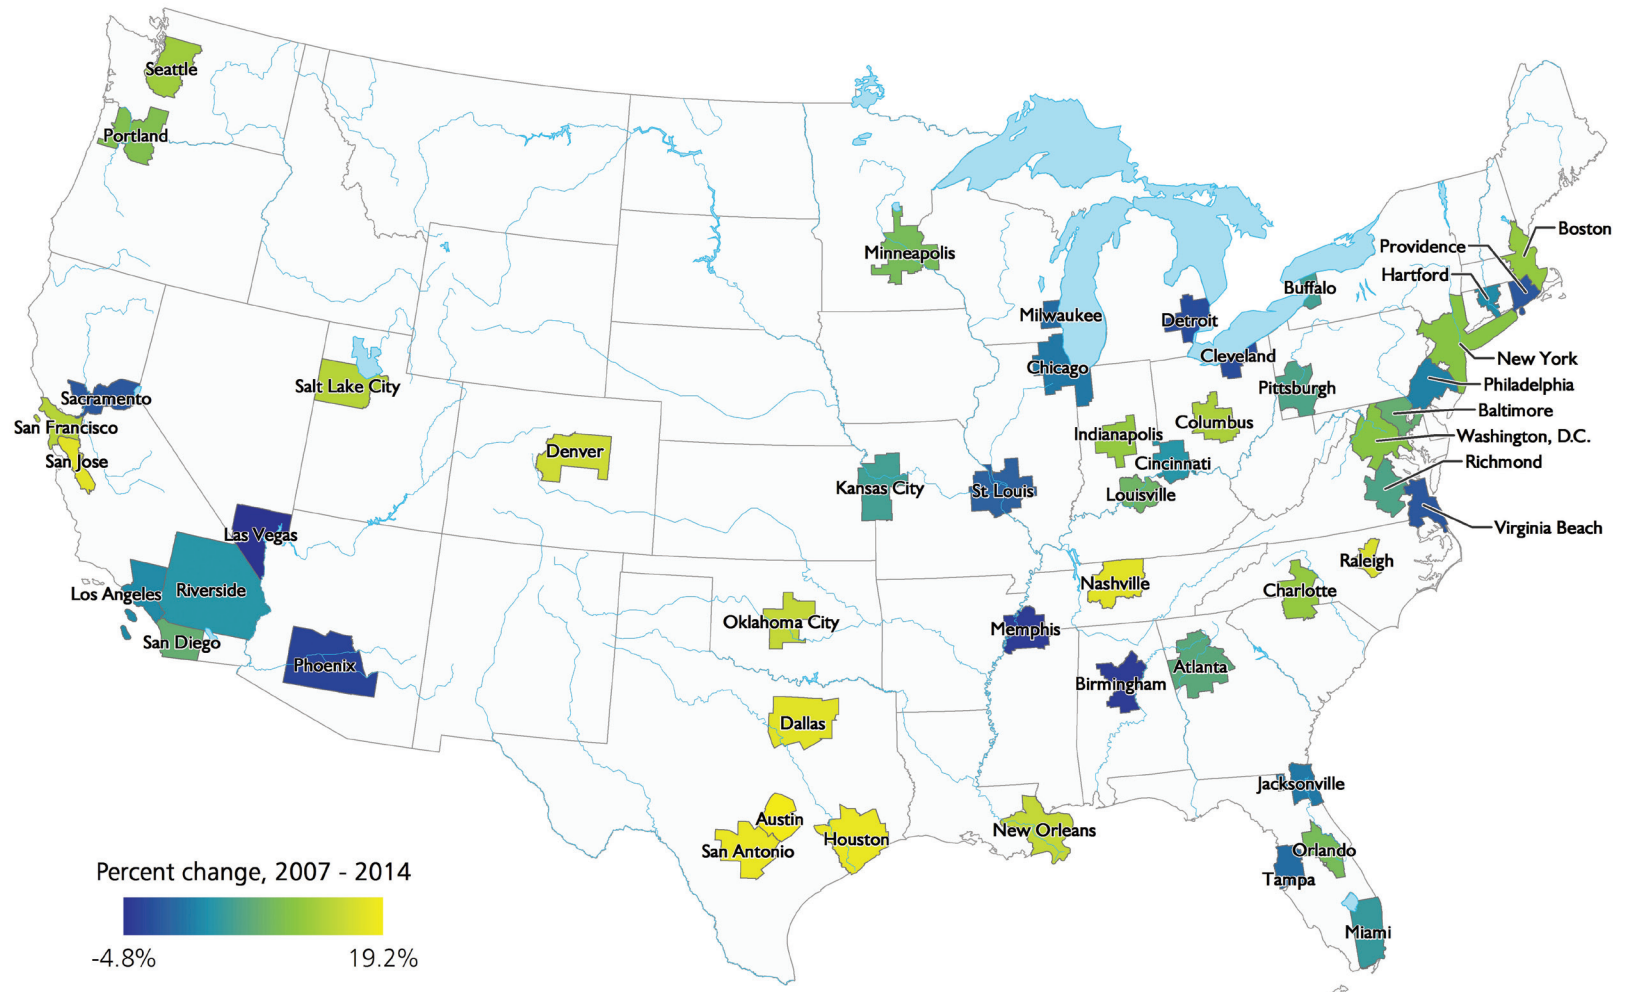 Seattle
Portland
Minneapolis
Boston
Providence
Hartford
Buffalo
Milwaukee
Detroit
Cleveland
New York
Chicago
Pittsburgh
Philadelphia
Salt Lake City
Sacramento
Baltimore
San Francisco
Columbus
Indianapolis
Washington, D.C.
Denver
San Jose
Cincinnati
Richmond
Kansas City
St Louis
Louisville
Virginia Beach
Las Vegas
Raleigh
Nashville
Los Angeles
Riverside
Charlotte
Oklahoma City
Memphis
San Diego
Phoenix
Atlanta
Birmingham
Dallas
Jacksonville
Austin
New Orleans
Houston
San Antonio
Orlando
Tampa
Miami
Percent change, 2007 - 2014
-4.8%
19.2%